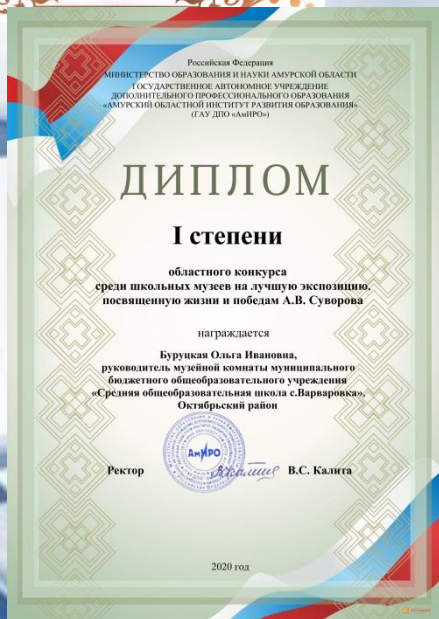 Российская Федерация
МИНИСТЕРСТВО ОБРАЗОВАНИЯ И НАУКИ АМУРСКОЙ ОБЛАСТИ
ГОСУДАРСТВЕННОЕ АВТОНОМНОЕ УЧРЕЖДЕНИЕ
ДОПОЛНИТЕЛЬНОГО ПРОФЕССИОНАЛЬНОГО ОБРАЗОВАНИЯ
«АМУРСКИЙ ОБЛАСТНОЙ ИНСТИТУТ РАЗВИТИЯ ОБРАЗОВАНИЯ»
(ГАУ ДПО «АмИРО»)
ДИПЛОМ
I степени
областного конкурса
среди школьных музеев на лучшую экспозицию,
посвященную жизни и победам А.В. Суворова
награждается
Буруцкая Ольга Ивановна,
руководитель музейной комнаты муниципального
бюджетного общеобразовательного учреждения
«Средняя общеобразовательная школа с.Варваровка»,
Октябрьский район
АмИРО
Ректор В.С. Калита
2020 год